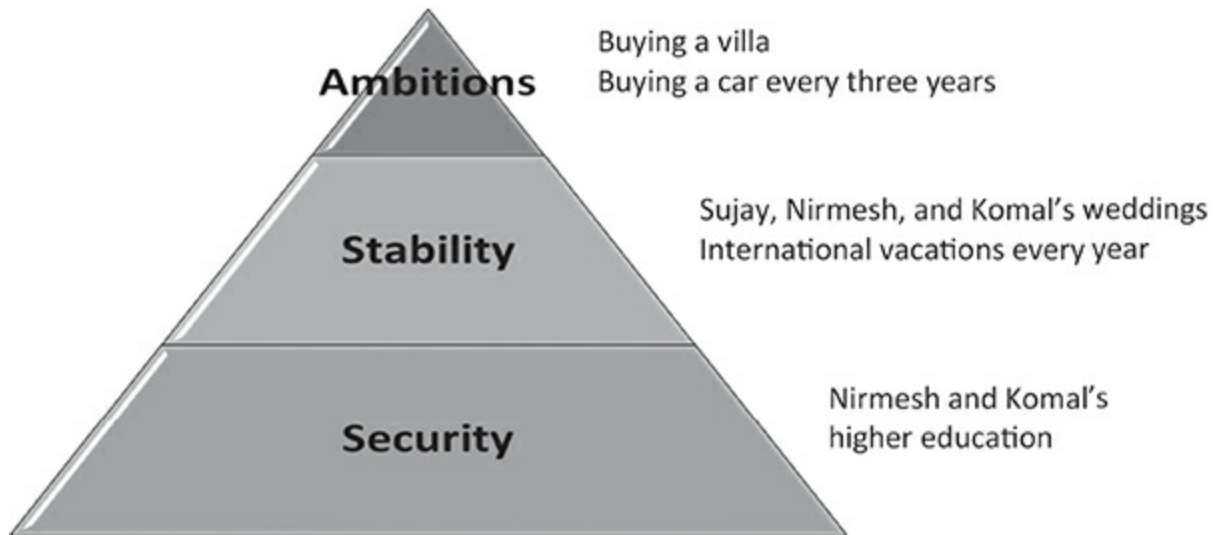 Ambitions
Buying a villa
Buying a car every three years
Stability
Sujay, Nirmesh, and Komal’s weddings
International vacations every year
Security
Nirmesh and Komal’s
higher education